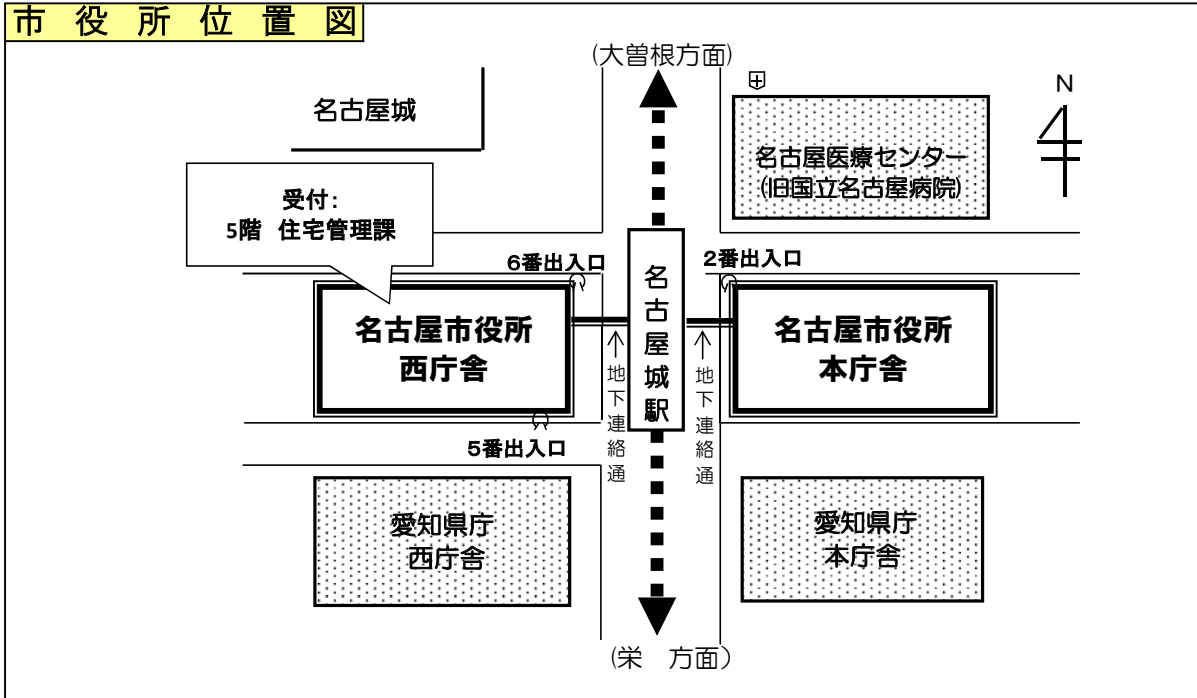 市役所位置図
(大曽根方面)
N
名古屋城
名古屋医療センター
(旧国立名古屋病院)
受付：
5階 住宅管理課
6番出入口
2番出入口
名古屋城駅
名古屋市役所
西庁舎
名古屋市役所
本庁舎
↑地下連絡通
↑地下連絡通
5番出入口
愛知県庁
西庁舎
愛知県庁
本庁舎
(栄 方面)